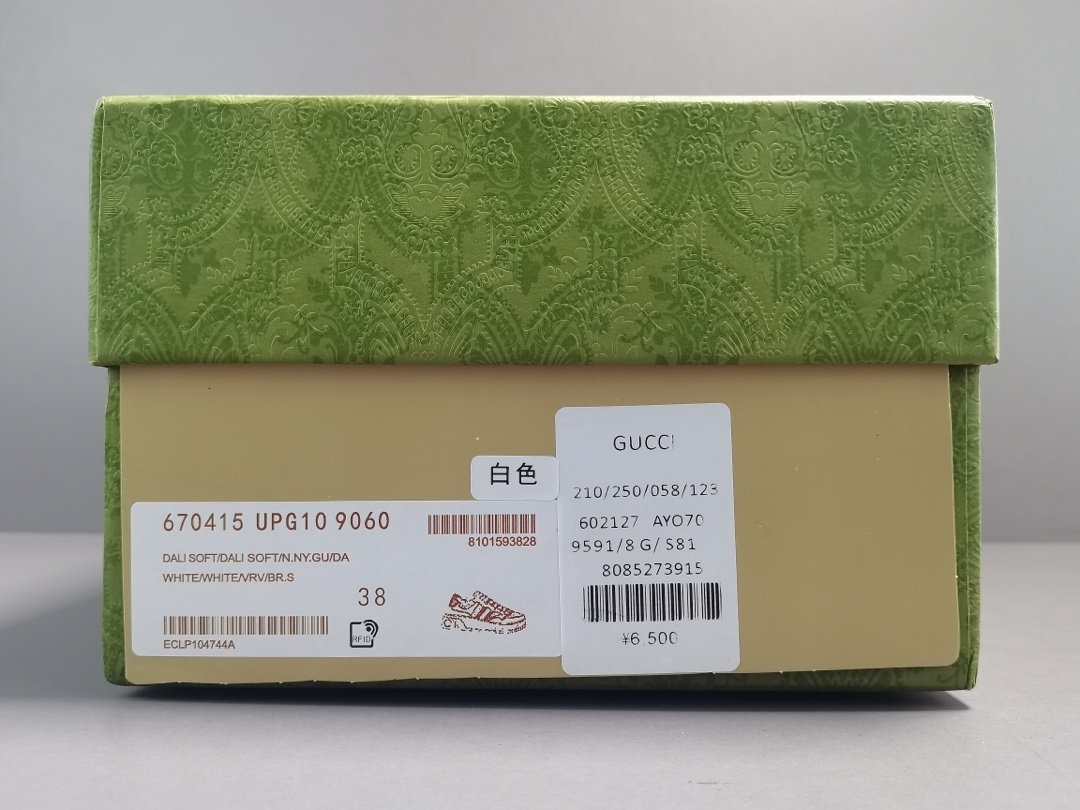 白色
670415 UPG10 9060
8101593828
DALI SOFT/DALI SOFT/N.NY.GU/DA
WHITE/WHITE/VRV/BR.S
38
RFID
ECLP104744A
GUCCI
210/250/058/123
602127 AYO70
9591/8 G/ S81
8085273915
¥6,500